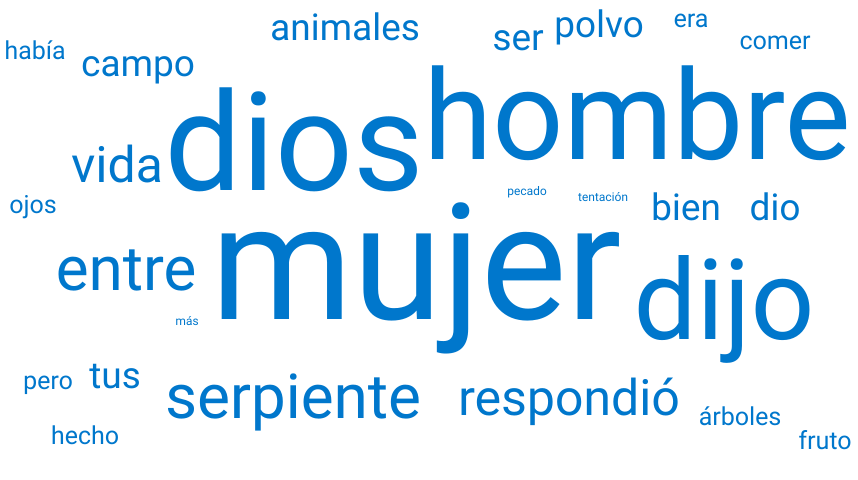 animales
ser
polvo
era
comer
había
campo
dios
hombre
vida
ojos
pecado
tentación
bien
dio
entre
mujer
dijo
más
pero
tus
serpiente
respondió
árboles
hecho
fruto